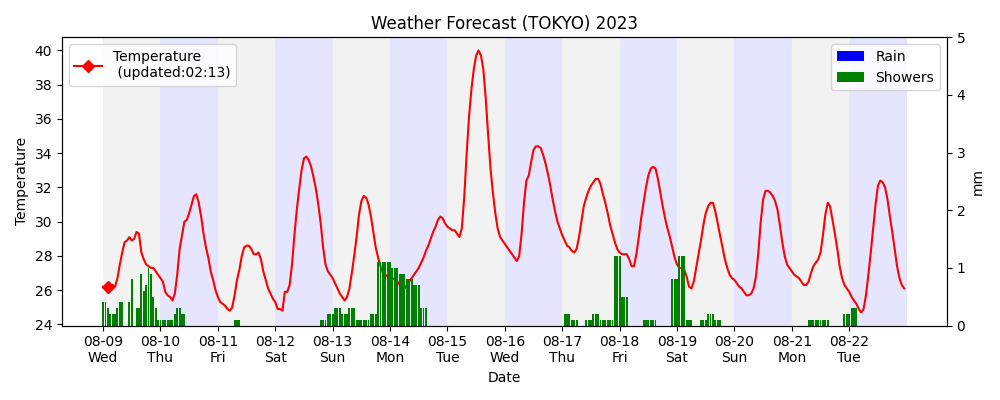 Weather Forecast (TOKYO) 2023
Temperature
(updated:02:13)
Rain
Showers
40
38
36
34
32
30
28
26
24
Temperature
5
4
3
2
1
0
mm
08-09 08-10 08-11 08-12 08-13 08-14 08-15 08-16 08-17 08-18 08-19 08-20 08-21 08-22
Wed Thu Fri Sat Sun Mon Tue Wed Thu Fri Sat Sun Mon Tue
Date